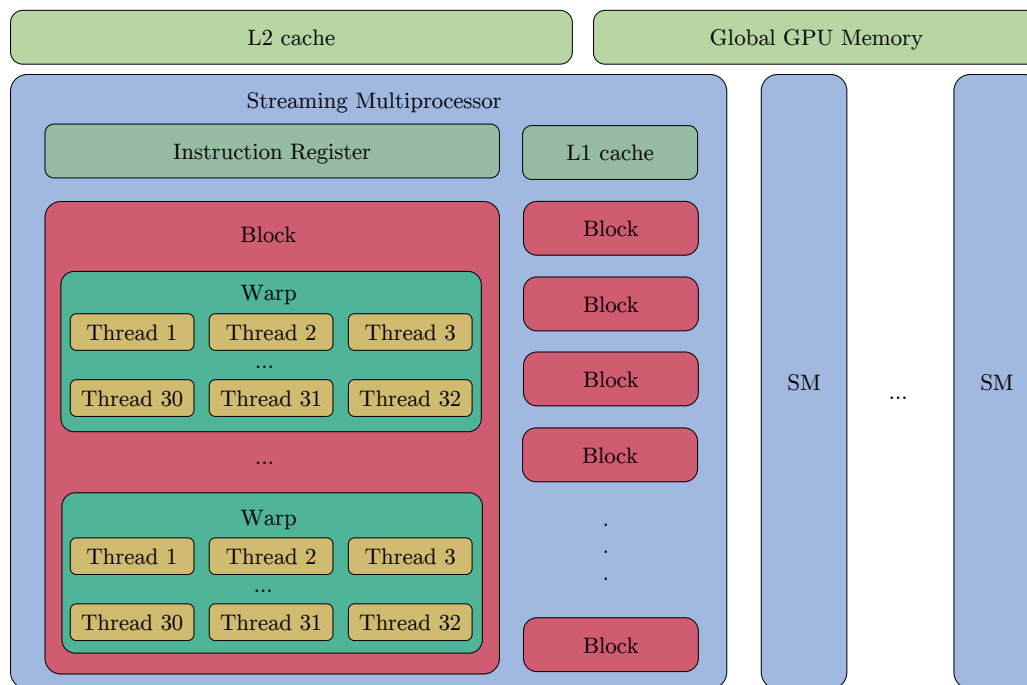 L2 cache
Global GPU Memory
Streaming Multiprocessor
Instruction Register
L1 cache
Block
Warp
Thread 1
Thread 2
Thread 3
...
Thread 30
Thread 31
Thread 32
...
Warp
Thread 1
Thread 2
Thread 3
...
Thread 30
Thread 31
Thread 32
Block
Block
Block
Block
.
.
.
Block
SM
...
SM